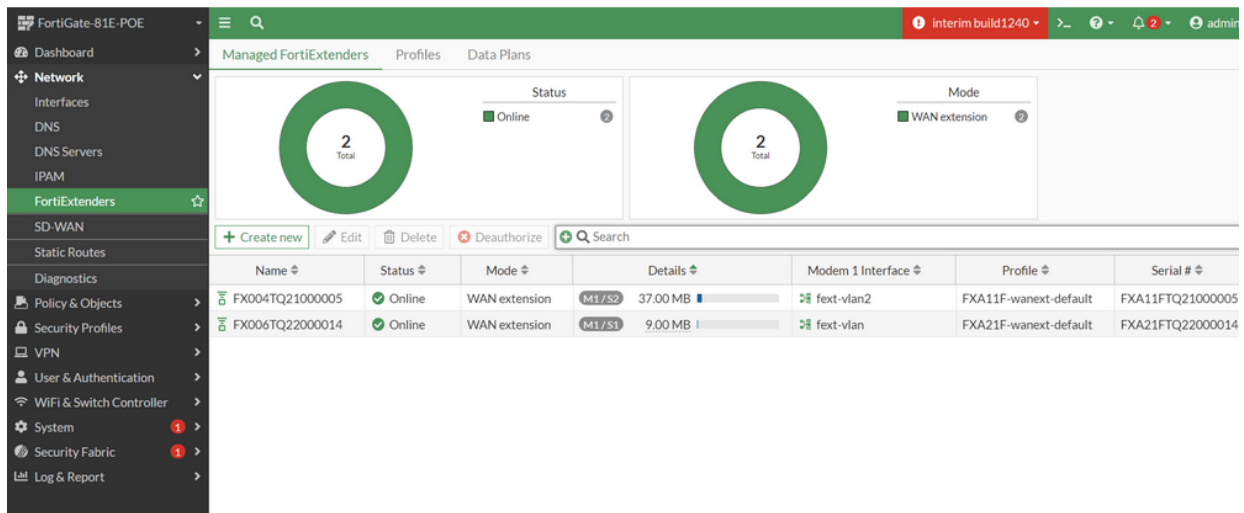 FortiGate-81E-POE
interim build1240
>_
2
admin
Dashboard
Network
Interfaces
DNS
DNS Servers
IPAM
FortiExtenders
SD-WAN
Static Routes
Diagnostics
Policy & Objects
Security Profiles
VPN
User & Authentication
WiFi & Switch Controller
System 1
Security Fabric 1
Log & Report
Managed FortiExtenders Profiles Data Plans
2
Total
Status
Online 2
2
Total
Mode
WAN extension 2
+ Create new Edit Delete Deauthorize Search
Name Status Mode Details Modem 1 Interface Profile Serial #
FX004TQ21000005 Online WAN extension M1/S2 37.00 MB fext-vlan2 FXA11F-wanext-default FXA11FTQ21000005
FX006TQ22000014 Online WAN extension M1/S1 9.00 MB fext-vlan FXA21F-wanext-default FXA21FTQ22000014